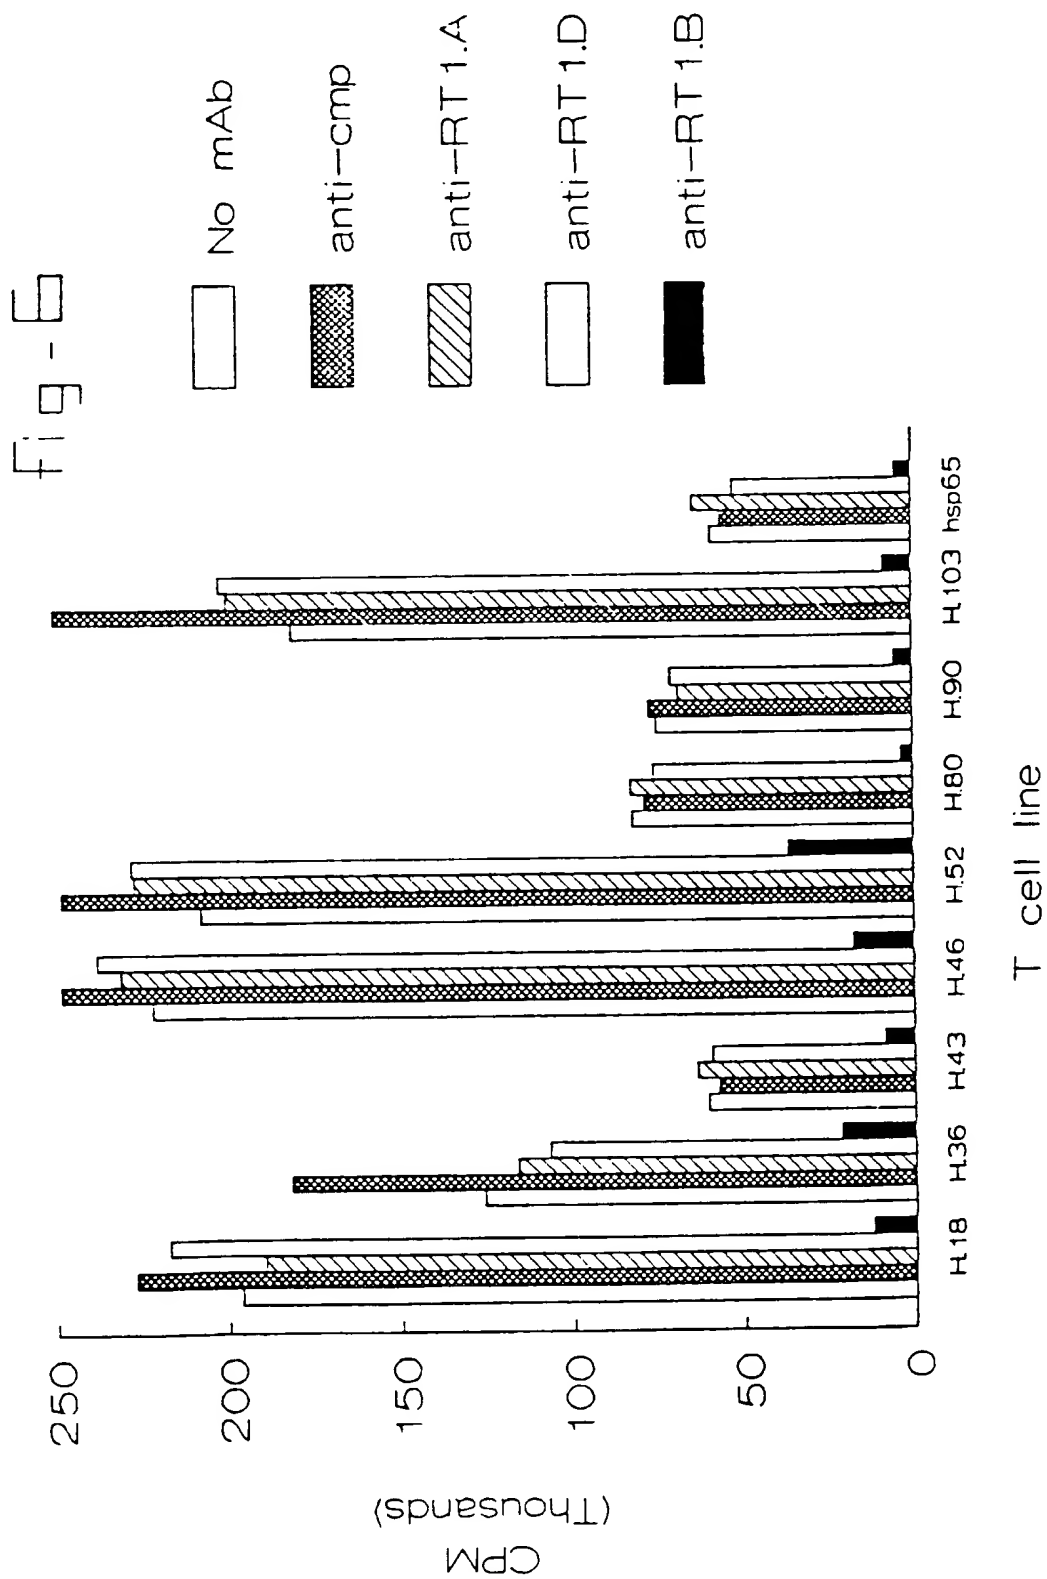 Fig - 6
No mAb
anti-cmp
anti-RT1.A
anti-RT1.D
anti-RT1.B
CPM
(Thousands)
250
200
150
100
50
0
H.18 H.36 H.43 H.46 H.52 H.80 H.90 H.103 hsp65
T cell line